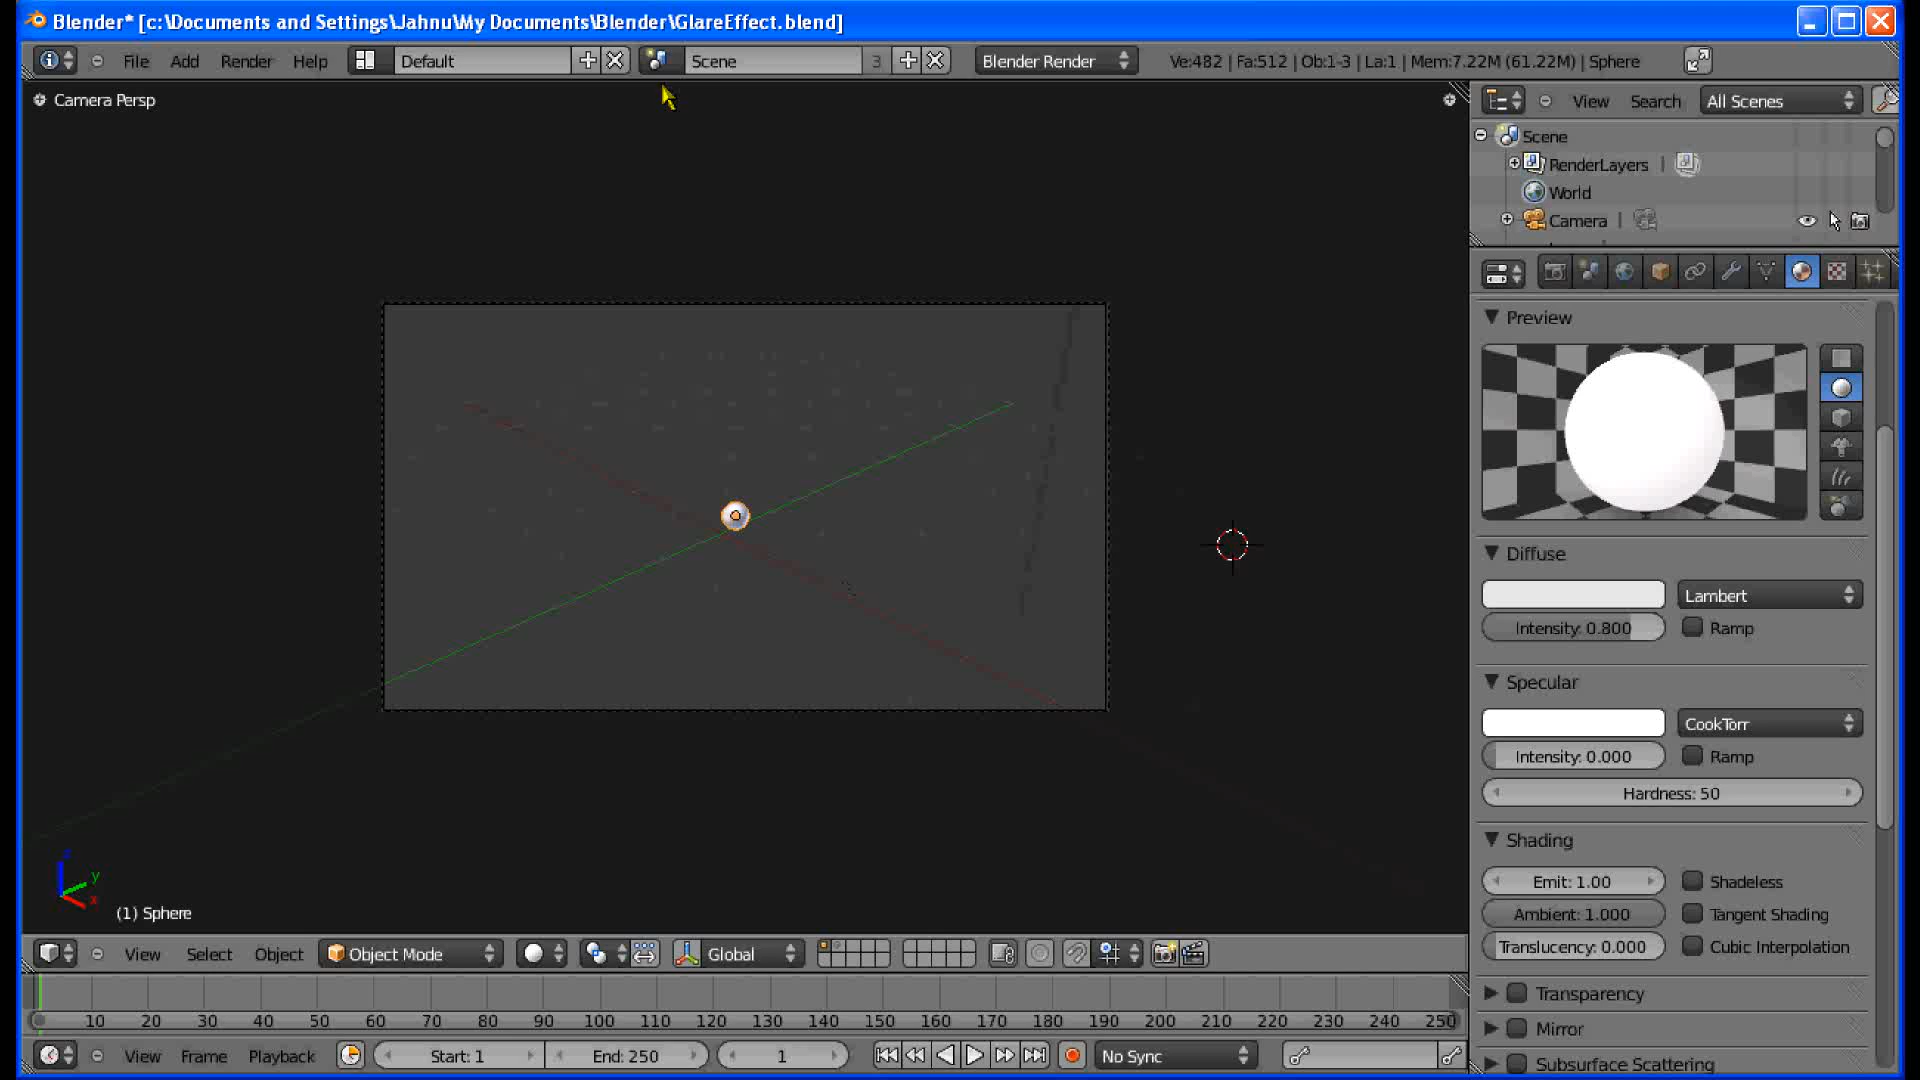 Blender* [c:\Documents and Settings\Jahnu\My Documents\Blender\GlareEffect.blend]
File Add Render Help Default Scene 3 Blender Render Ve:482 | Fa:512 | Ob:1-3 | La:1 | Mem:7.22M (61.22M) | Sphere
Camera Persp
View Search All Scenes
Scene
RenderLayers
World
Camera
Preview
Diffuse
Lambert
Intensity: 0.800 Ramp
Specular
CookTorr
Intensity: 0.000 Ramp
Hardness: 50
Shading
Emit: 1.00 Shadeless
Ambient: 1.000 Tangent Shading
Translucency: 0.000 Cubic Interpolation
Transparency
Mirror
Subsurface Scattering
z
y
x
(1) Sphere
View Select Object Object Mode Global
10 20 30 40 50 60 70 80 90 100 110 120 130 140 150 160 170 180 190 200 210 220 230 240 250
View Frame Playback Start: 1 End: 250 1 No Sync